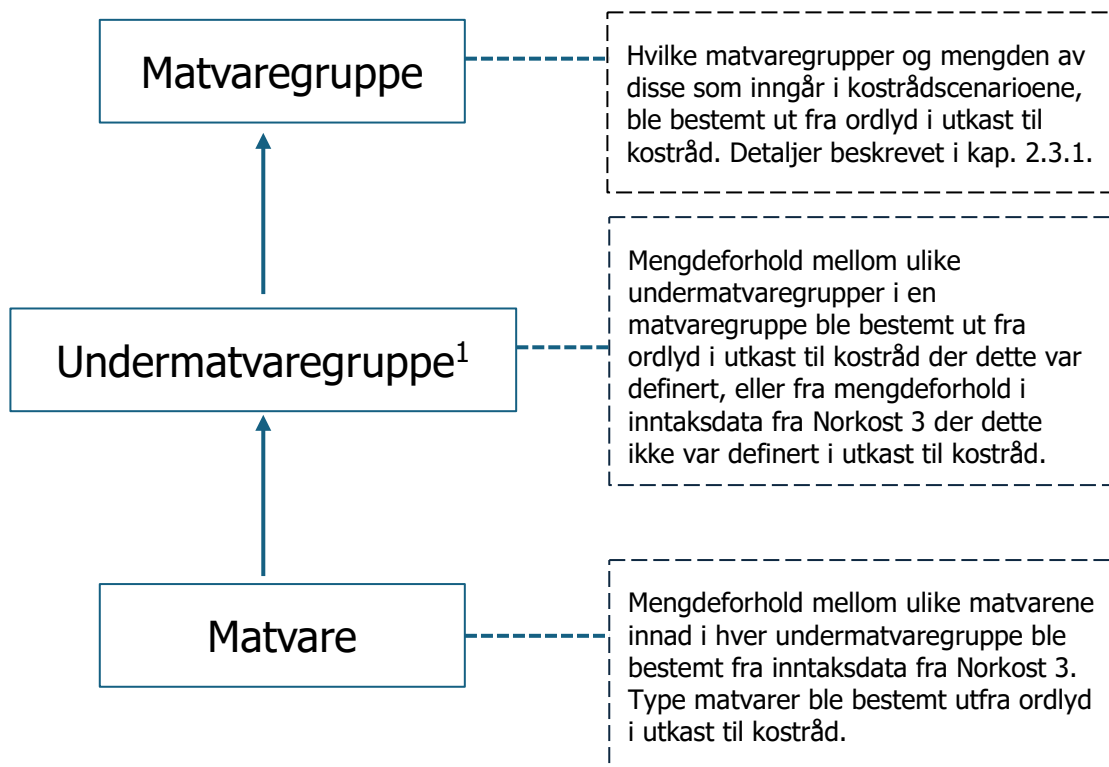 Matvaregruppe
Hvilke matvaregrupper og mengden av
disse som inngår i kostrådscenarioene,
ble bestemt ut fra ordlyd i utkast til
kostråd. Detaljer beskrevet i kap. 2.3.1.
Undermatvaregruppe1
Mengdeforhold mellom ulike
undermatvaregrupper i en
matvaregruppe ble bestemt ut fra
ordlyd i utkast til kostråd der dette var
definert, eller fra mengdeforhold i
inntaksdata fra Norkost 3 der dette
ikke var definert i utkast til kostråd.
Matvare
Mengdeforhold mellom ulike matvarene
innad i hver undermatvaregruppe ble
bestemt fra inntaksdata fra Norkost 3.
Type matvarer ble bestemt utfra ordlyd
i utkast til kostråd.